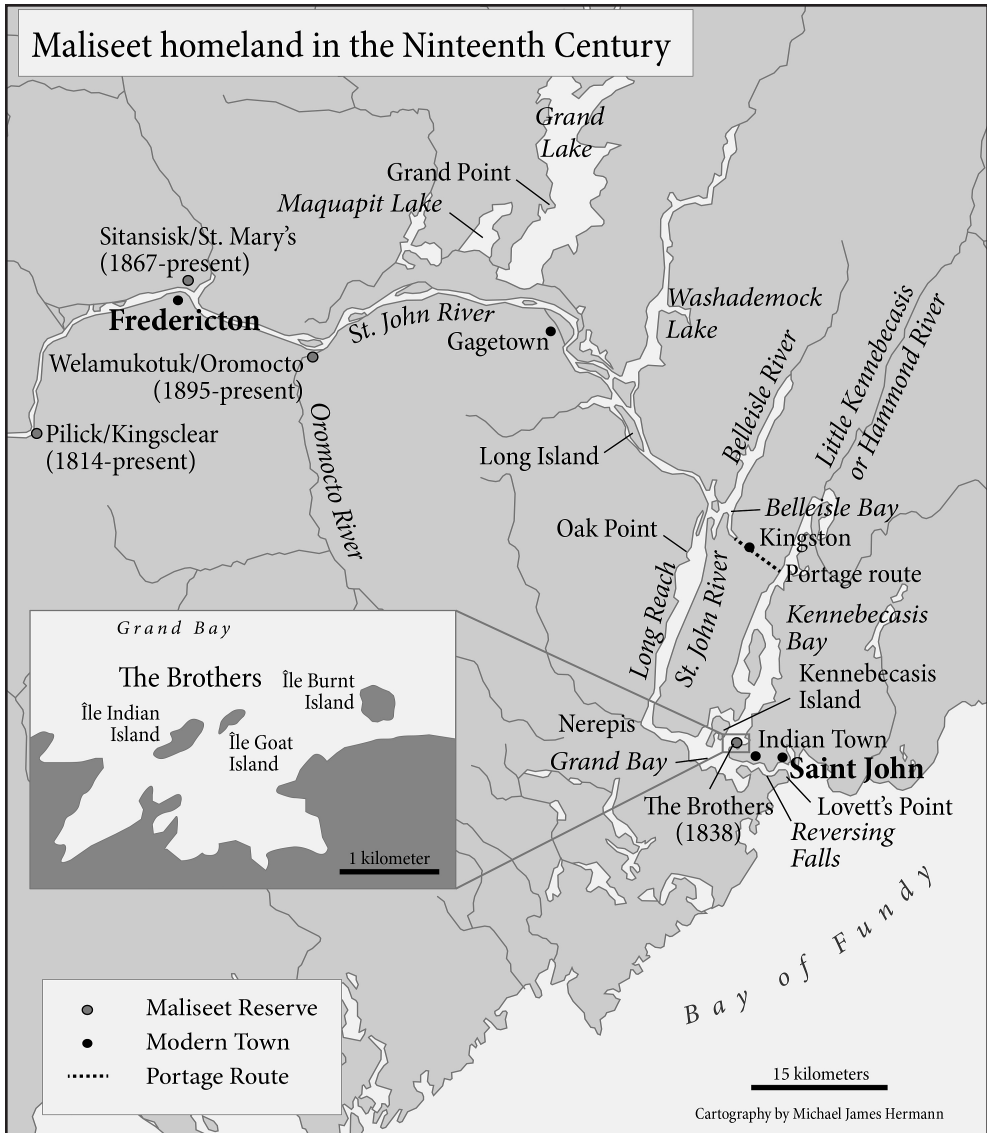 Maliseet homeland in the Ninteenth Century
Grand
Lake
Grand Point
Maquapit Lake
Sitansisk/St. Mary's
(1867-present)
Fredericton
St. John River
Gagetown
Washademock
Lake
Welamukotuk/Oromocto
(1895-present)
Pilick/Kingsclear
(1814-present)
Oromocto River
Long Island
Belleisle River
Little Kennebecasis
or Hammond River
Belleisle Bay
Oak Point
Kingston
Portage route
Long Reach
St. John River
Kennebecasis
Bay
Kennebecasis
Island
Nerepis
Grand Bay
Indian Town
Saint John
The Brothers
(1838)
Lovett's Point
Reversing
Falls
Bay of Fundy
Grand Bay
The Brothers
Île Burnt
Island
Île Indian
Island
Île Goat
Island
1 kilometer
Maliseet Reserve
Modern Town
Portage Route
15 kilometers
Cartography by Michael James Hermann